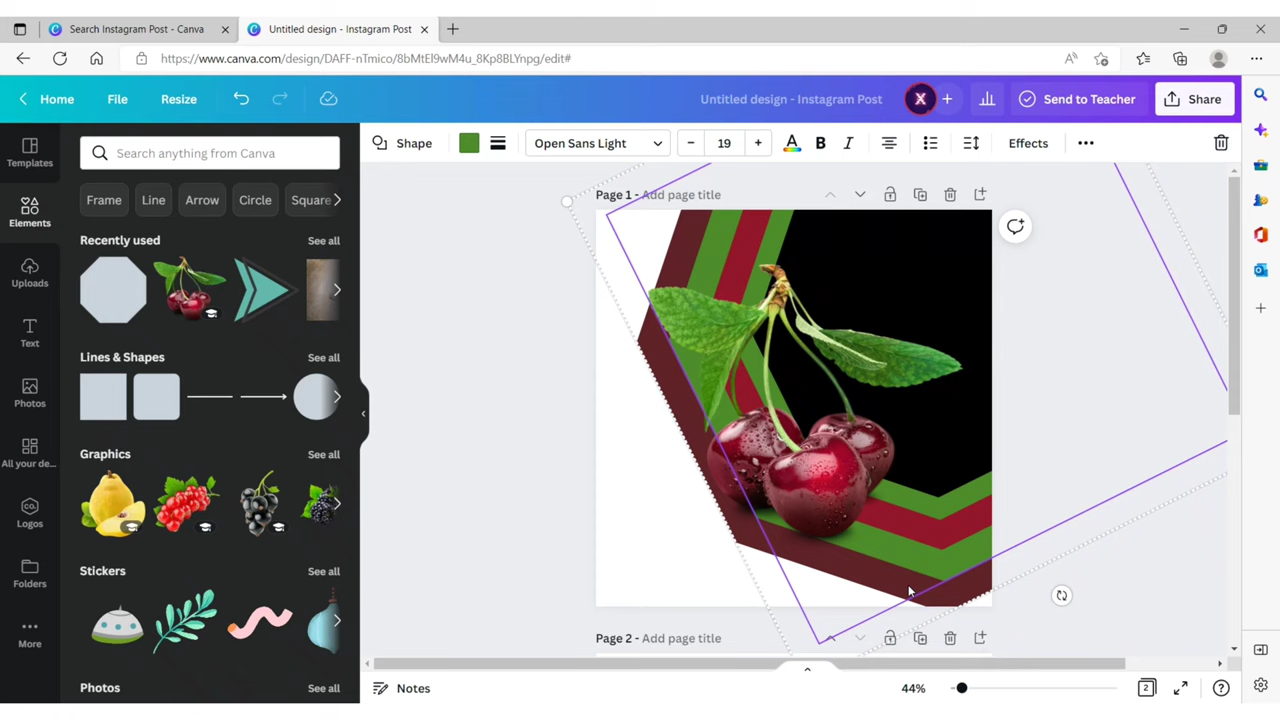 Search Instagram Post - Canva
Untitled design - Instagram Post
https://www.canva.com/design/DAFF-nTmico/8bMtEl9wM4u_8Kp8BLYnpg/edit#
Home
File
Resize
Untitled design - Instagram Post
X
Send to Teacher
Share
Templates
Elements
Uploads
Text
Photos
All your de...
Logos
Folders
More
Search anything from Canva
Frame
Line
Arrow
Circle
Square
Recently used
See all
Lines & Shapes
See all
Graphics
See all
Stickers
See all
Photos
See all
Shape
Open Sans Light
19
B
I
Effects
Page 1 - Add page title
Page 2 - Add page title
Notes
44%
2